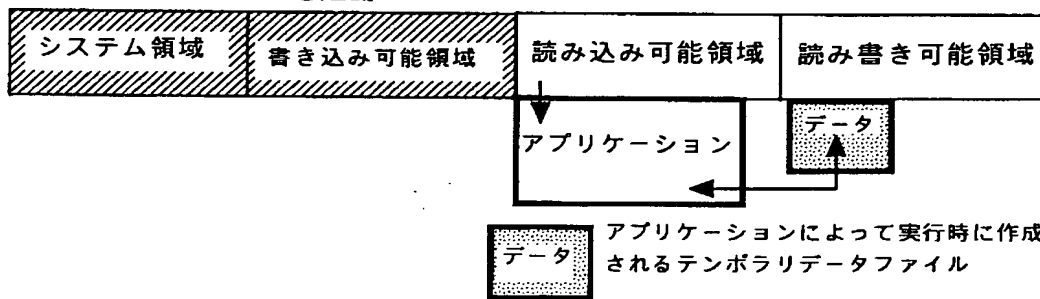 システム領域
書き込み可能領域
読み込み可能領域
読み書き可能領域
アプリケーション
データ
データ
アプリケーションによって実行時に作成
されるテンポラリデータファイル